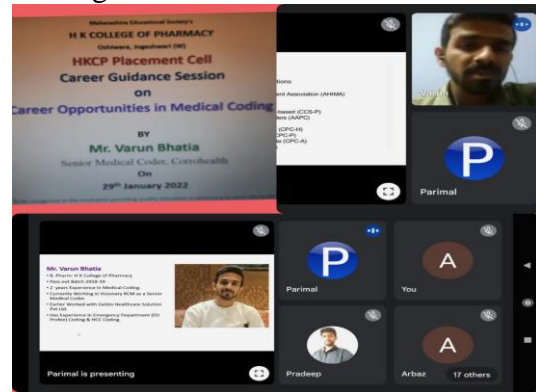 Maharashtra Educational Society's
H K COLLEGE OF PHARMACY
Oshiwara, Jogeshwari (W)
HKCP Placement Cell
Career Guidance Session
on
Career Opportunities in Medical Coding
BY
Mr. Varun Bhatia
Senior Medical Coder, Corrohealth
On
29th January 2022
ment Association (AHIMA)
-based (CCS-P)
ders (AAPC)
(CPC-H)
CPC-P)
(CPC-A)
Varun
P
Parimal
Mr. Varun Bhatia
• B. Pharm: H K College of Pharmacy
• Pass out Batch 2018-19
• 2 years Experience in Medical Coding.
• Currently Working in Visionary RCM as a Senior
Medical Coder.
• Earlier Worked with Gebbs Healthcare Solution
Pvt Ltd.
• Has Experience in Emergency Department (ED
Profee) Coding & HCC Coding.
Parimal is presenting
P
Parimal
A
You
Pradeep
A
Arbaz
17 others